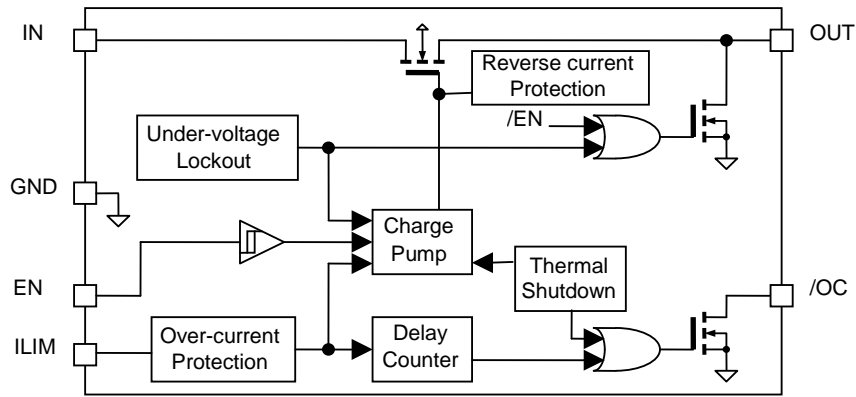 IN
OUT
Reverse current
Protection
/EN
Under-voltage
Lockout
GND
Charge
Pump
EN
Thermal
Shutdown
/OC
ILIM
Over-current
Protection
Delay
Counter